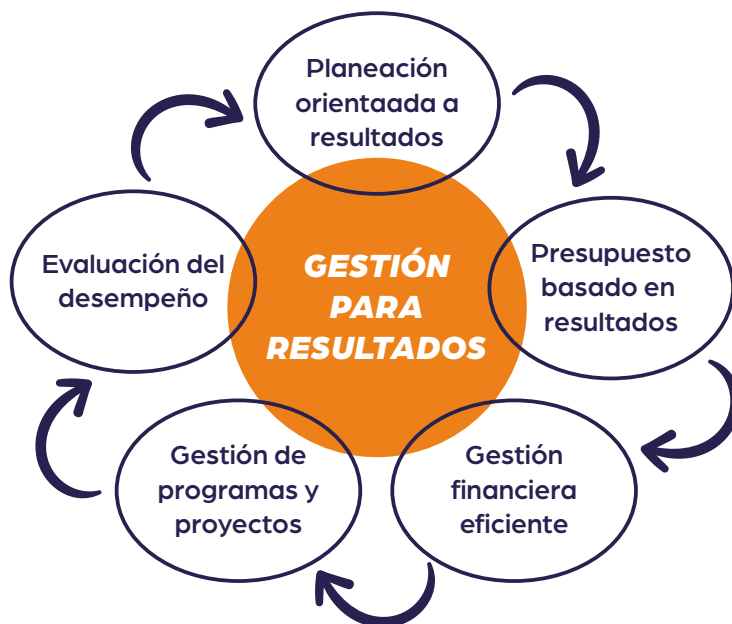 Planeación
orientaada a
resultados
Evaluación del
desempeño
GESTIÓN
PARA
RESULTADOS
Presupuesto
basado en
resultados
Gestión de
programas y
proyectos
Gestión
financiera
eficiente